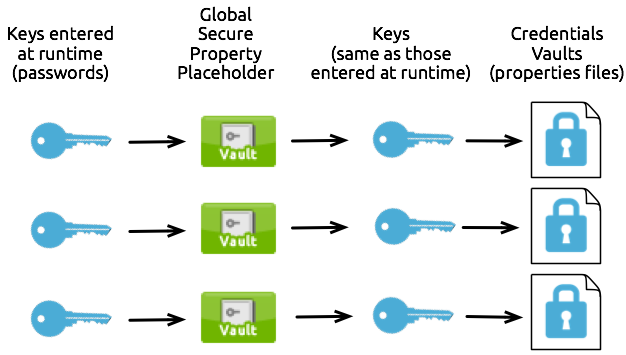 Keys entered
at runtime
(passwords)
Global
Secure
Property
Placeholder
Keys
(same as those
entered at runtime)
Credentials
Vaults
(properties files)
Vault
Vault
Vault